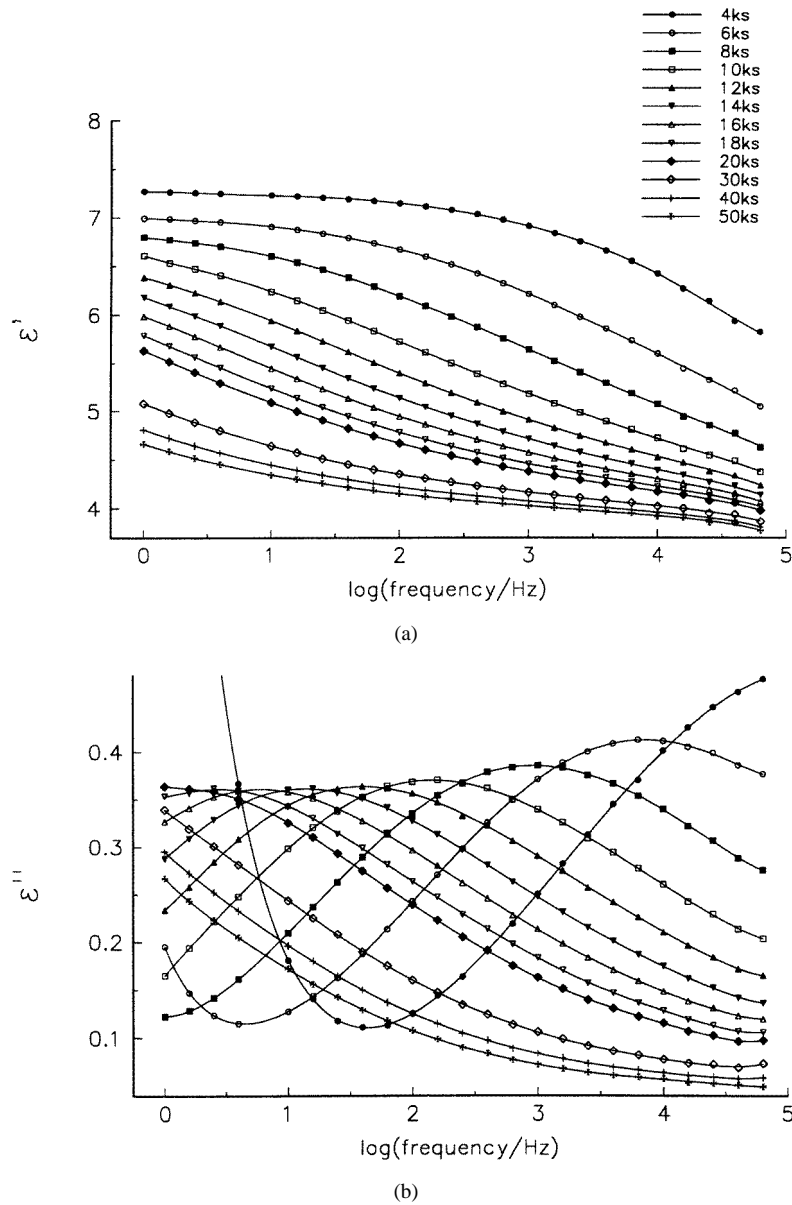 4ks
6ks
8ks
10ks
12ks
14ks
16ks
18ks
20ks
30ks
40ks
50ks
8
7
6
5
4
ε'
0 1 2 3 4 5
log(frequency/Hz)
(a)
0.4
0.3
0.2
0.1
ε"
0 1 2 3 4 5
log(frequency/Hz)
(b)